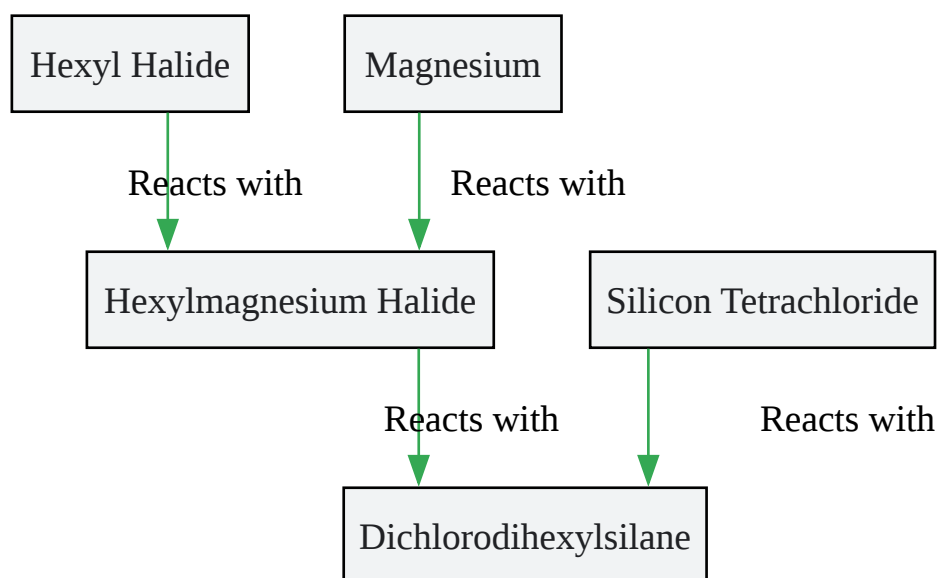 Hexyl Halide
Magnesium
Reacts with
Reacts with
Hexylmagnesium Halide
Silicon Tetrachloride
Reacts with
Reacts with
Dichlorodihexylsilane